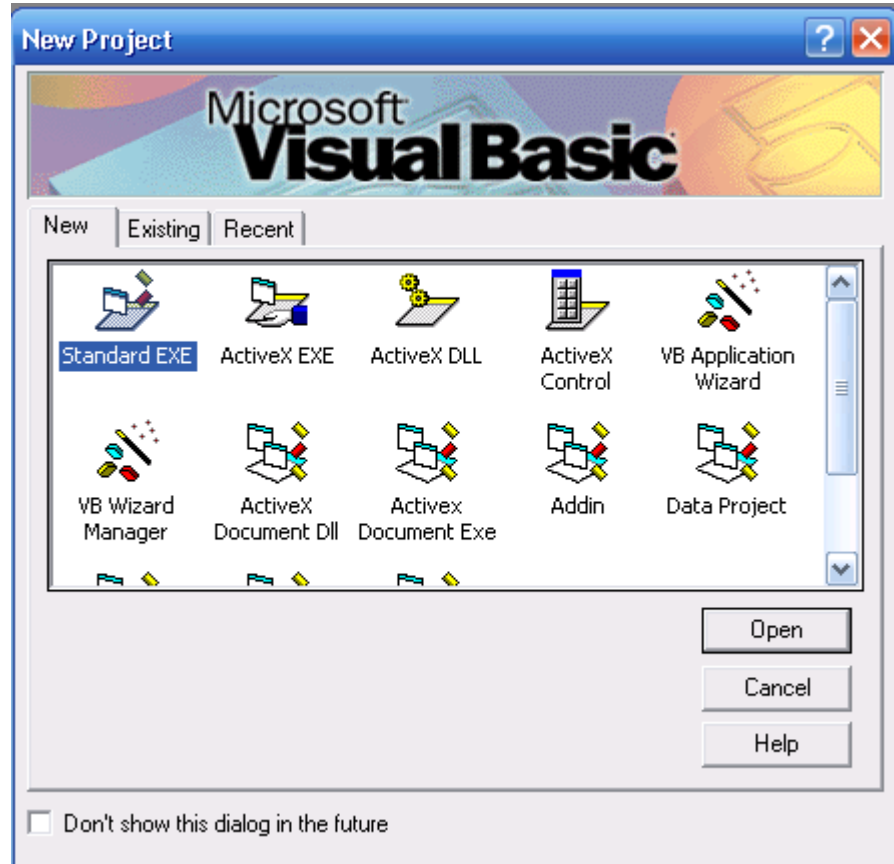 New Project
Microsoft
Visual Basic
New Existing Recent
Standard EXE ActiveX EXE ActiveX DLL ActiveX Control VB Application Wizard
VB Wizard Manager ActiveX Document Dll Activex Document Exe Addin Data Project
Open
Cancel
Help
Don't show this dialog in the future